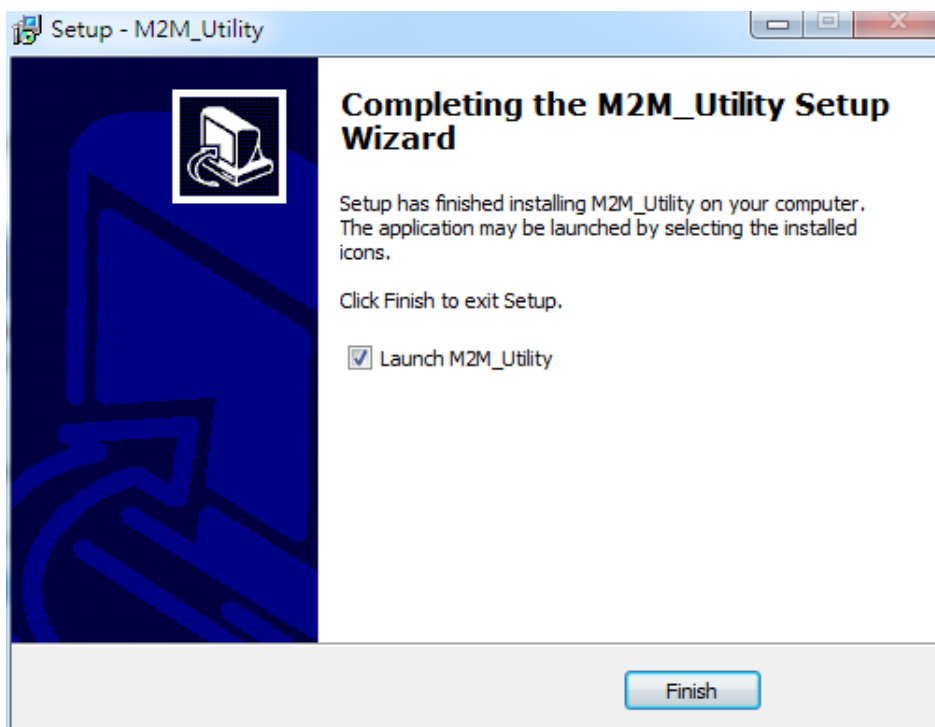 Setup - M2M_Utility
Completing the M2M_Utility Setup
Wizard
Setup has finished installing M2M_Utility on your computer.
The application may be launched by selecting the installed
icons.
Click Finish to exit Setup.
Launch M2M_Utility
Finish